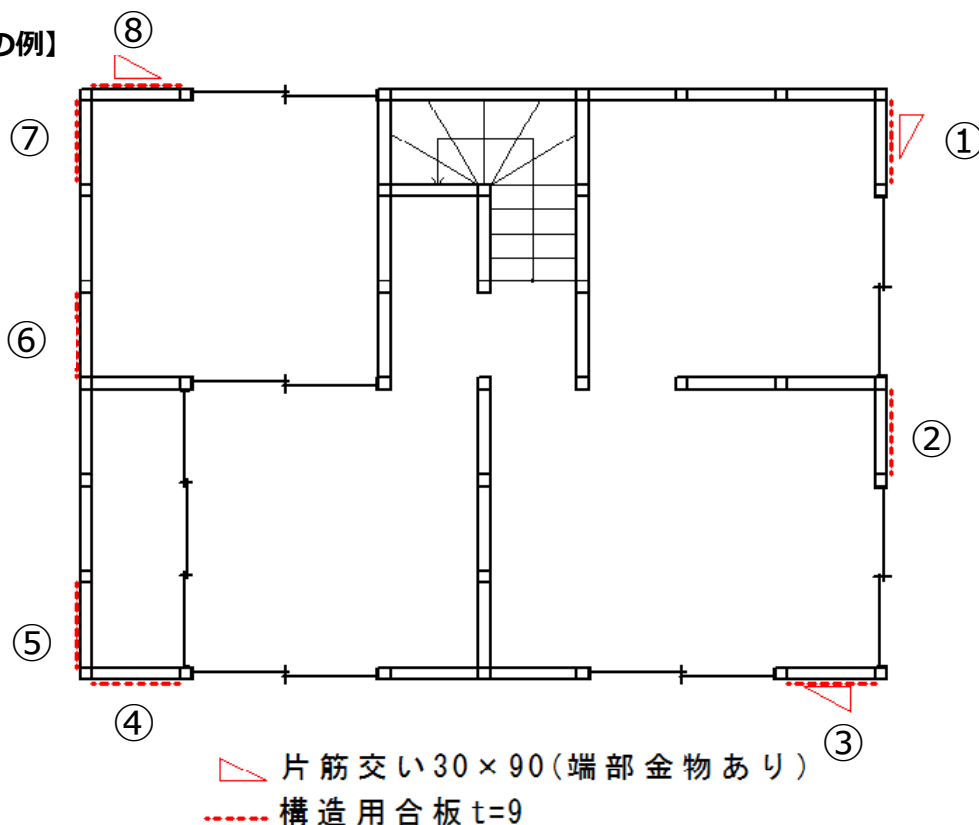 の例】
⑧
⑦
①
⑥
②
⑤
④
③
片筋交い30×90(端部金物あり)
構造用合板t=9